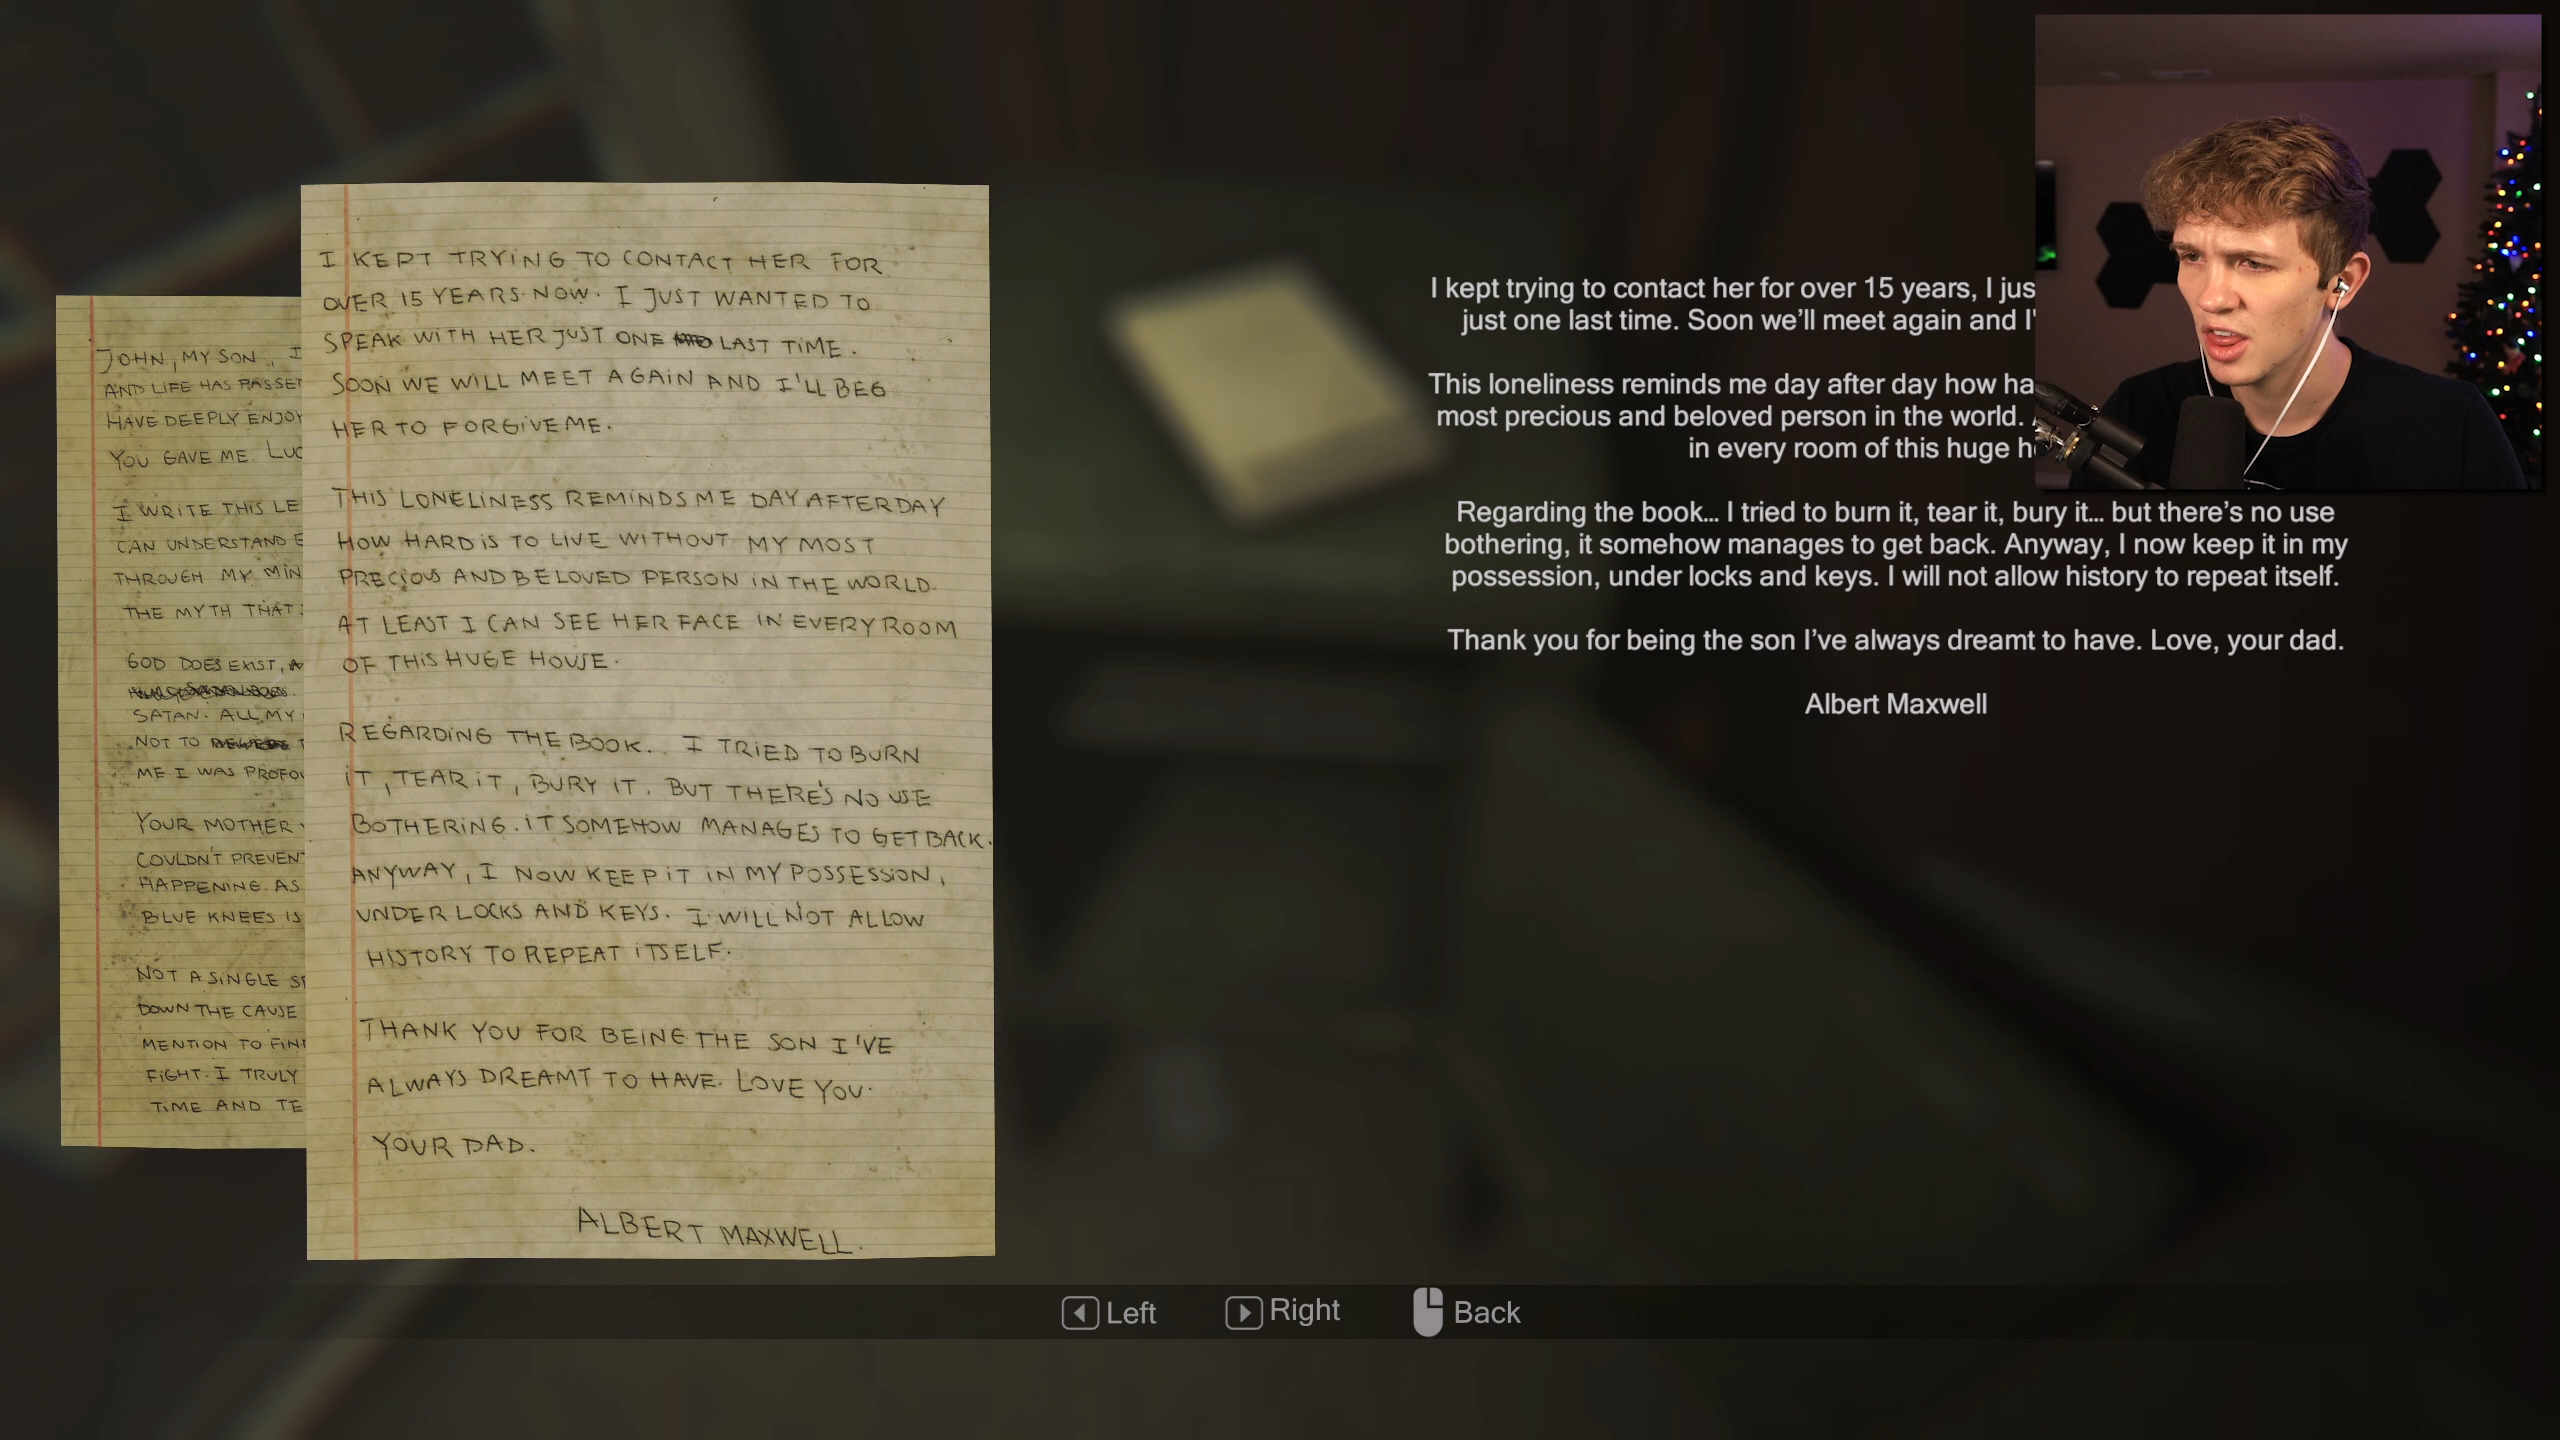 JOHN, MY SON, I
AND LIFE HAS PASSED
HAVE DEEPLY ENJOY
YOU GAVE ME. LUC
I WRITE THIS LE
CAN UNDERSTAND E
THROUGH MY MIN
THE MYTH THAT
GOD DOES EXIST, A
SATAN. ALL MY
NOT TO
ME I WAS PROFO
YOUR MOTHER
COULDN'T PREVENT
HAPPENING. AS
BLUE KNEES IS
NOT A SINGLE
DOWN THE CAUSE
MENTION TO FIN
FIGHT. I TRULY
TIME AND TE
I KEPT TRYING TO CONTACT HER FOR
OVER 15 YEARS NOW. I JUST WANTED TO
SPEAK WITH HER JUST ONE LAST TIME.
SOON WE WILL MEET AGAIN AND I'LL BEG
HER TO FORGIVE ME.
THIS LONELINESS REMINDS ME DAY AFTER DAY
HOW HARD IS TO LIVE WITHOUT MY MOST
PRECIOUS AND BELOVED PERSON IN THE WORLD.
AT LEAST I CAN SEE HER FACE IN EVERY ROOM
OF THIS HUGE HOUSE.
REGARDING THE BOOK.. I TRIED TO BURN
IT, TEAR IT, BURY IT. BUT THERE'S NO USE
BOTHERING. IT SOMEHOW MANAGES TO GET BACK.
ANYWAY, I NOW KEEP IT IN MY POSSESSION,
UNDER LOCKS AND KEYS. I WILL NOT ALLOW
HISTORY TO REPEAT ITSELF.
THANK YOU FOR BEING THE SON I'VE
ALWAYS DREAMT TO HAVE. LOVE YOU.
YOUR DAD.
ALBERT MAXWELL.
I kept trying to contact her for over 15 years, I jus
just one last time. Soon we'll meet again and I'
This loneliness reminds me day after day how ha
most precious and beloved person in the world.
in every room of this huge h
Regarding the book... I tried to burn it, tear it, bury it... but there's no use
bothering, it somehow manages to get back. Anyway, I now keep it in my
possession, under locks and keys. I will not allow history to repeat itself.
Thank you for being the son I've always dreamt to have. Love, your dad.
Albert Maxwell
Left Right Back